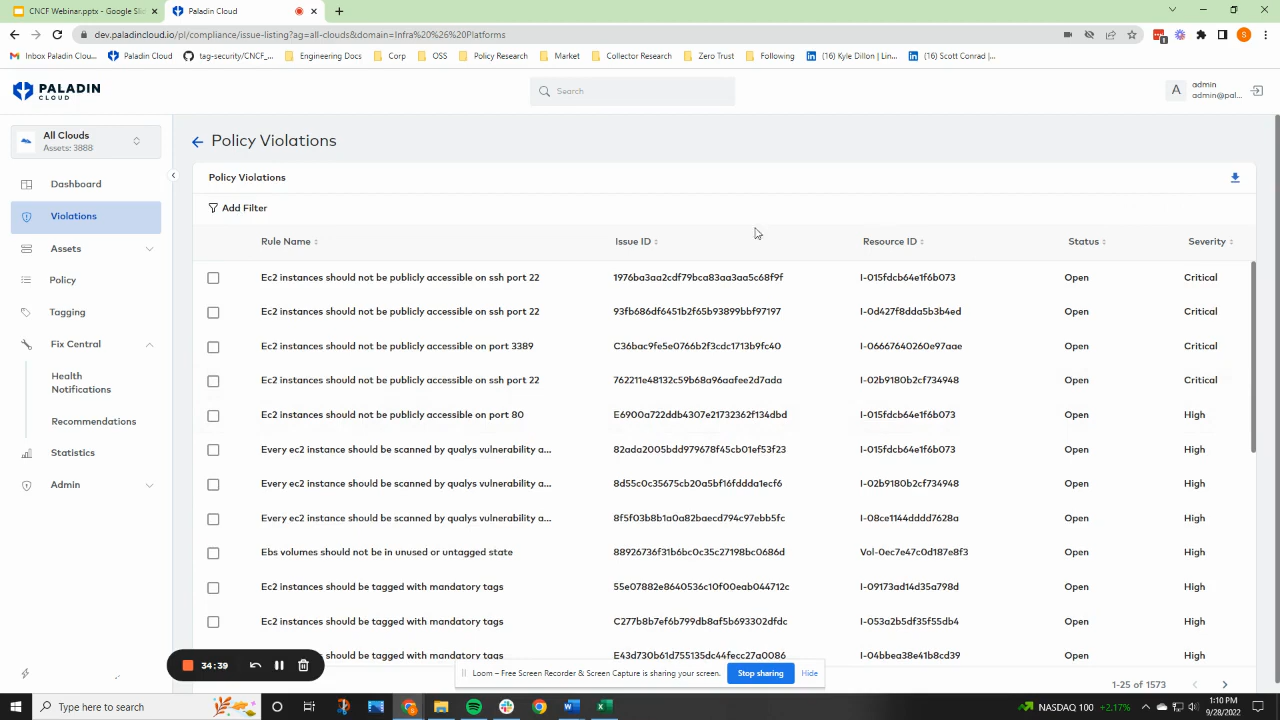 CNCF Webinar.pptx - Google Slid
Paladin Cloud
dev.paladincloud.io/pl/compliance/issue-listing?ag=all-clouds&domain=Infra%20%26%20Platforms
Inbox Paladin Clou... Paladin Cloud tag-security/CNCF_... Engineering Docs Corp OSS Policy Research Market Collector Research Zero Trust Following (16) Kyle Dillon | Lin... (16) Scott Conrad |...
PALADIN
CLOUD
Search
A
admin
admin@pal...
All Clouds
Assets: 3888
Dashboard
Violations
Assets
Policy
Tagging
Fix Central
Health
Notifications
Recommendations
Statistics
Admin
Policy Violations
Policy Violations
Add Filter
Rule Name Issue ID Resource ID Status Severity
Ec2 instances should not be publicly accessible on ssh port 22 1976ba3aa2cdf79bca83aa3aa5c68f9f I-015fdcb64e1f6b073 Open Critical
Ec2 instances should not be publicly accessible on ssh port 22 93fb686df6451b2f65b93899bbf97197 I-0d427f8dda5b3b4ed Open Critical
Ec2 instances should not be publicly accessible on port 3389 C36bac9fe5e0766b2f3cdc1713b9fc40 I-06667640260e97aae Open Critical
Ec2 instances should not be publicly accessible on ssh port 22 762211e48132c59b68a96aafee2d7ada I-02b9180b2cf734948 Open Critical
Ec2 instances should not be publicly accessible on port 80 E6900a722ddb4307e21732362f134dbd I-015fdcb64e1f6b073 Open High
Every ec2 instance should be scanned by qualys vulnerability a... 82ada2005bdd979678f45cb01ef53f23 I-015fdcb64e1f6b073 Open High
Every ec2 instance should be scanned by qualys vulnerability a... 8d55c0c35675cb20a5bf16fddda1ecf6 I-02b9180b2cf734948 Open High
Every ec2 instance should be scanned by qualys vulnerability a... 8f5f03b8b1a0a82baecd794c97ebb5fc I-08ce1144dddd7628a Open High
Ebs volumes should not be in unused or untagged state 88926736f31b6bc0c35c27198bc0686d Vol-0ec7e47c0d187e8f3 Open High
Ec2 instances should be tagged with mandatory tags 55e07882e8640536c10f00eab044712c I-09173ad14d35a798d Open High
Ec2 instances should be tagged with mandatory tags C277b8b7ef6b799db8af5b693302dfdc I-053a2b5df35f55db4 Open High
should be tagged with mandatory tags E43d730b61d755135dc44fecc27a0086 I-04bbea38e41b8cd39 Open High
34:39
Loom – Free Screen Recorder & Screen Capture is sharing your screen. Stop sharing Hide
1-25 of 1573
Type here to search
NASDAQ 100 +2.17%
1:10 PM
9/28/2022